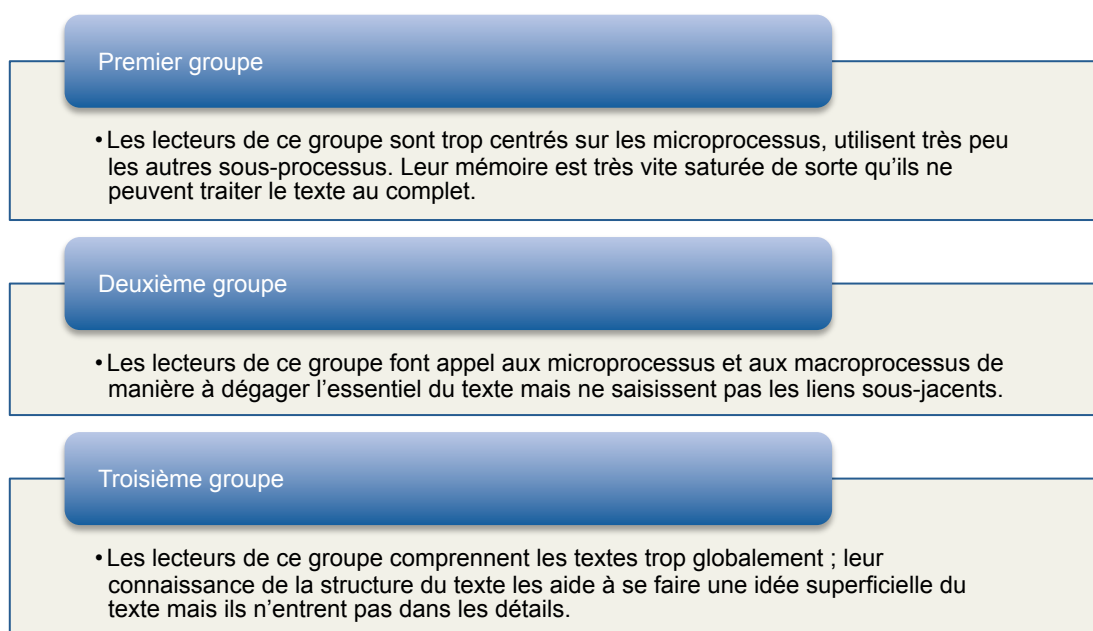 Premier groupe
•Les lecteurs de ce groupe sont trop centrés sur les microprocessus, utilisent très peu
les autres sous-processus. Leur mémoire est très vite saturée de sorte qu’ils ne
peuvent traiter le texte au complet.
Deuxième groupe
•Les lecteurs de ce groupe font appel aux microprocessus et aux macroprocessus de
manière à dégager l’essentiel du texte mais ne saisissent pas les liens sous-jacents.
Troisième groupe
•Les lecteurs de ce groupe comprennent les textes trop globalement ; leur
connaissance de la structure du texte les aide à se faire une idée superficielle du
texte mais ils n’entrent pas dans les détails.